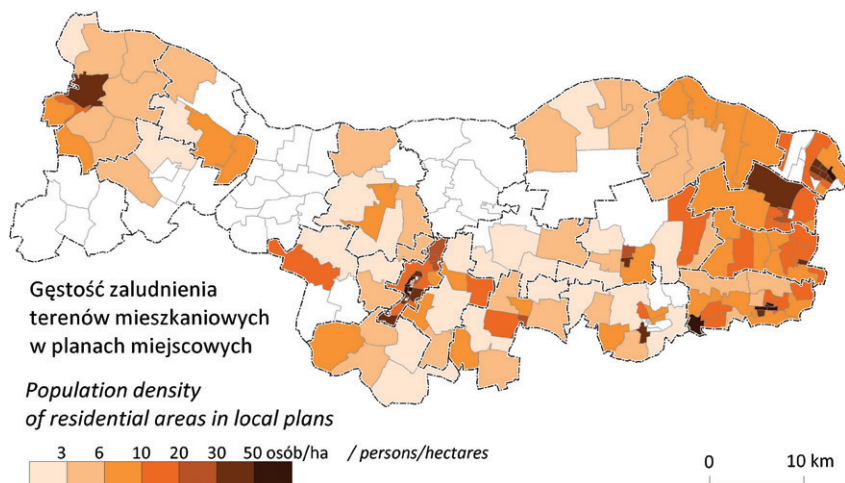 Gęstość zaludnienia
terenów mieszkaniowych
w planach miejscowych
Population density
of residential areas in local plans
3 6 10 20 30 50 osób/ha / persons/hectares
0 10 km